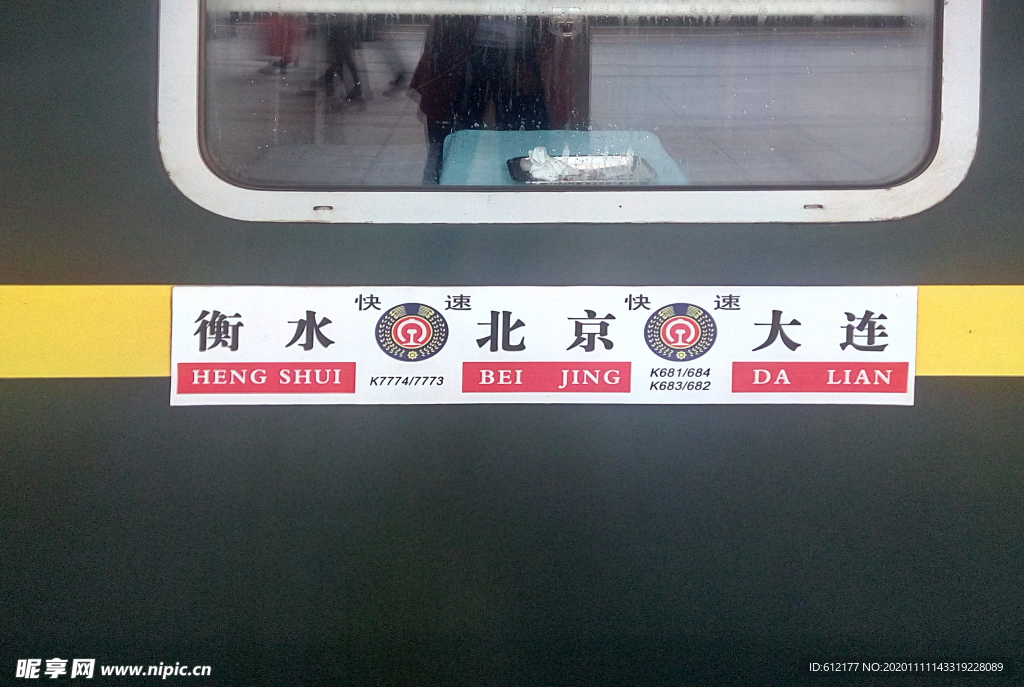 快 速 快 速
衡 水 北 京 大 连
HENG SHUI K7774/7773 BEI JING K681/684 DA LIAN
K683/682
昵享网 www.nipic.cn
ID:612177 NO:20201111143319228089